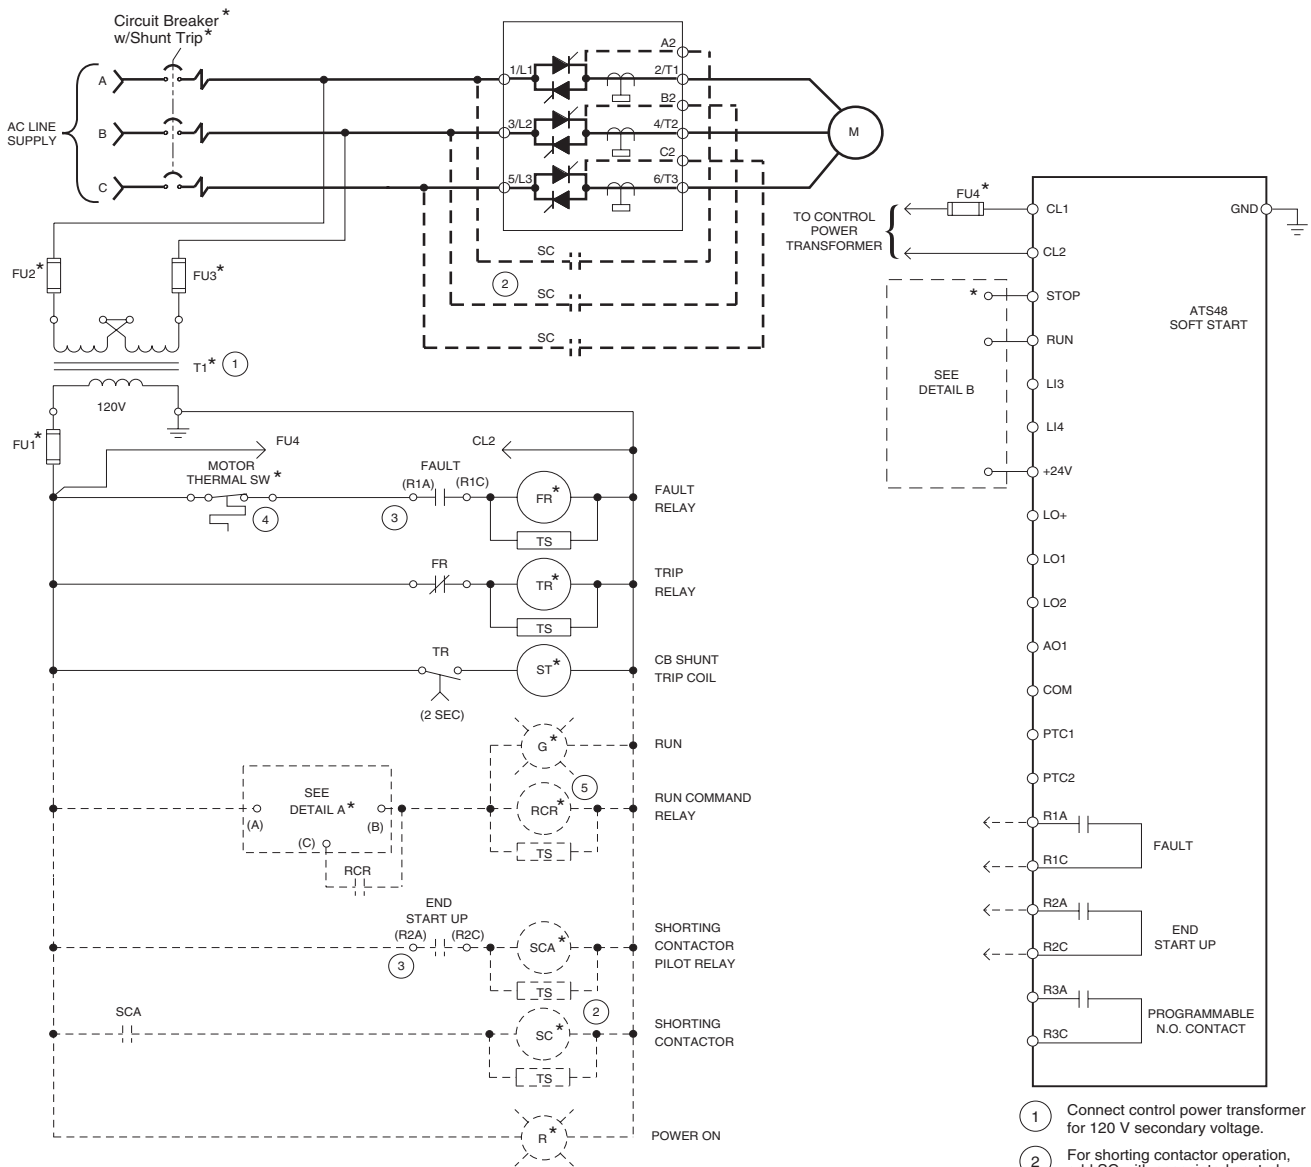 Circuit Breaker *
w/Shunt Trip *
A
B
C
AC LINE
SUPPLY
1/L1
3/L2
5/L3
A2
2/T1
B2
4/T2
C2
6/T3
M
SC
2
SC
SC
FU2*
FU3*
T1*
1
120V
FU1*
FU4
CL2
MOTOR
THERMAL SW *
4
FAULT
(R1A)
(R1C)
3
FR*
TS
FAULT
RELAY
FR
TR*
TS
TRIP
RELAY
TR
(2 SEC)
ST*
CB SHUNT
TRIP COIL
G*
RUN
5
SEE
DETAIL A*
(A)
(B)
(C)
RCR
RCR*
TS
RUN COMMAND
RELAY
END
START UP
(R2A)
(R2C)
3
SCA*
TS
SHORTING
CONTACTOR
PILOT RELAY
2
SCA
SC*
TS
SHORTING
CONTACTOR
R*
POWER ON
TO CONTROL
POWER
TRANSFORMER
FU4*
CL1
GND
CL2
*
STOP
ATS48
SOFT START
RUN
SEE
DETAIL B
LI3
LI4
+24V
LO+
LO1
LO2
AO1
COM
PTC1
PTC2
R1A
FAULT
R1C
R2A
END
START UP
R2C
R3A
PROGRAMMABLE
N.O. CONTACT
R3C
1
Connect control power transformer
for 120 V secondary voltage.
2
For shorting contactor operation,